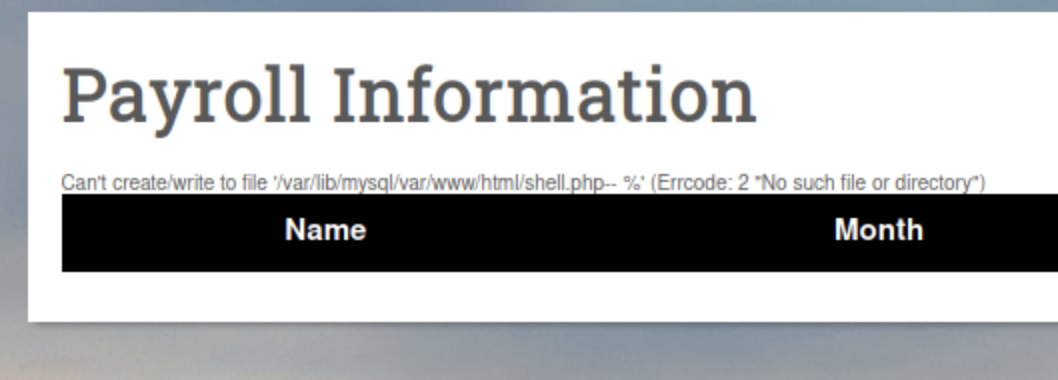 Payroll Information
Can't create/write to file '/var/lib/mysql/var/www/html/shell.php-- %' (Errcode: 2 "No such file or directory")
Name Month